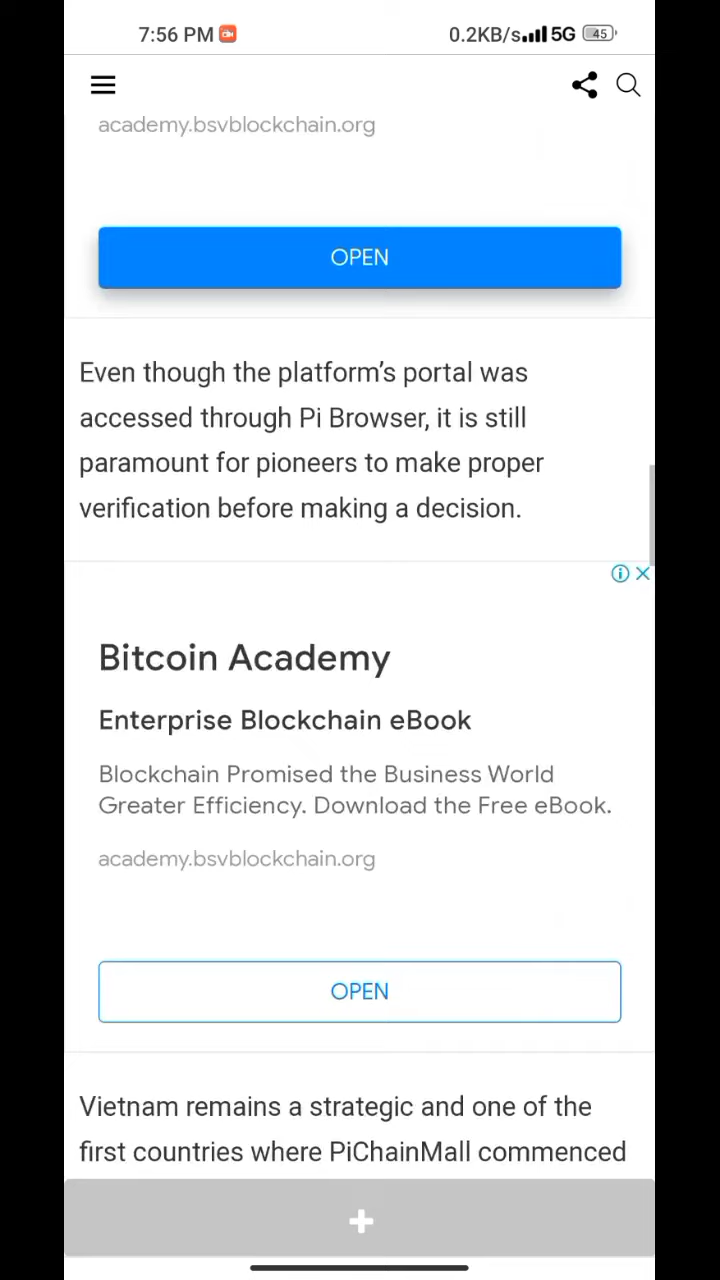 7:56 PM 0.2KB/s 5G 45
academy.bsvblockchain.org
OPEN
Even though the platform’s portal was
accessed through Pi Browser, it is still
paramount for pioneers to make proper
verification before making a decision.
Bitcoin Academy
Enterprise Blockchain eBook
Blockchain Promised the Business World
Greater Efficiency. Download the Free eBook.
academy.bsvblockchain.org
OPEN
Vietnam remains a strategic and one of the
first countries where PiChainMall commenced